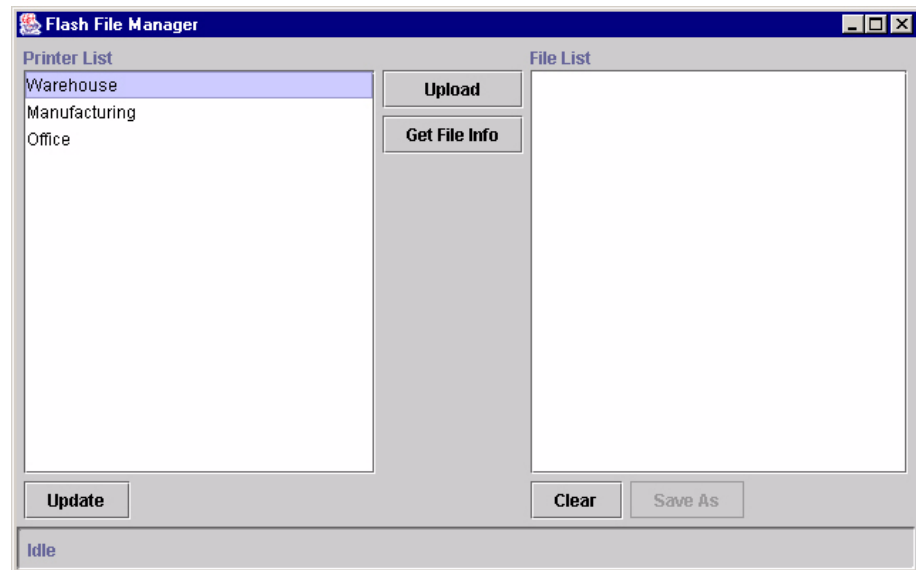 Flash File Manager
Printer List
File List
Warehouse
Manufacturing
Office
Upload
Get File Info
Update
Clear
Save As
Idle